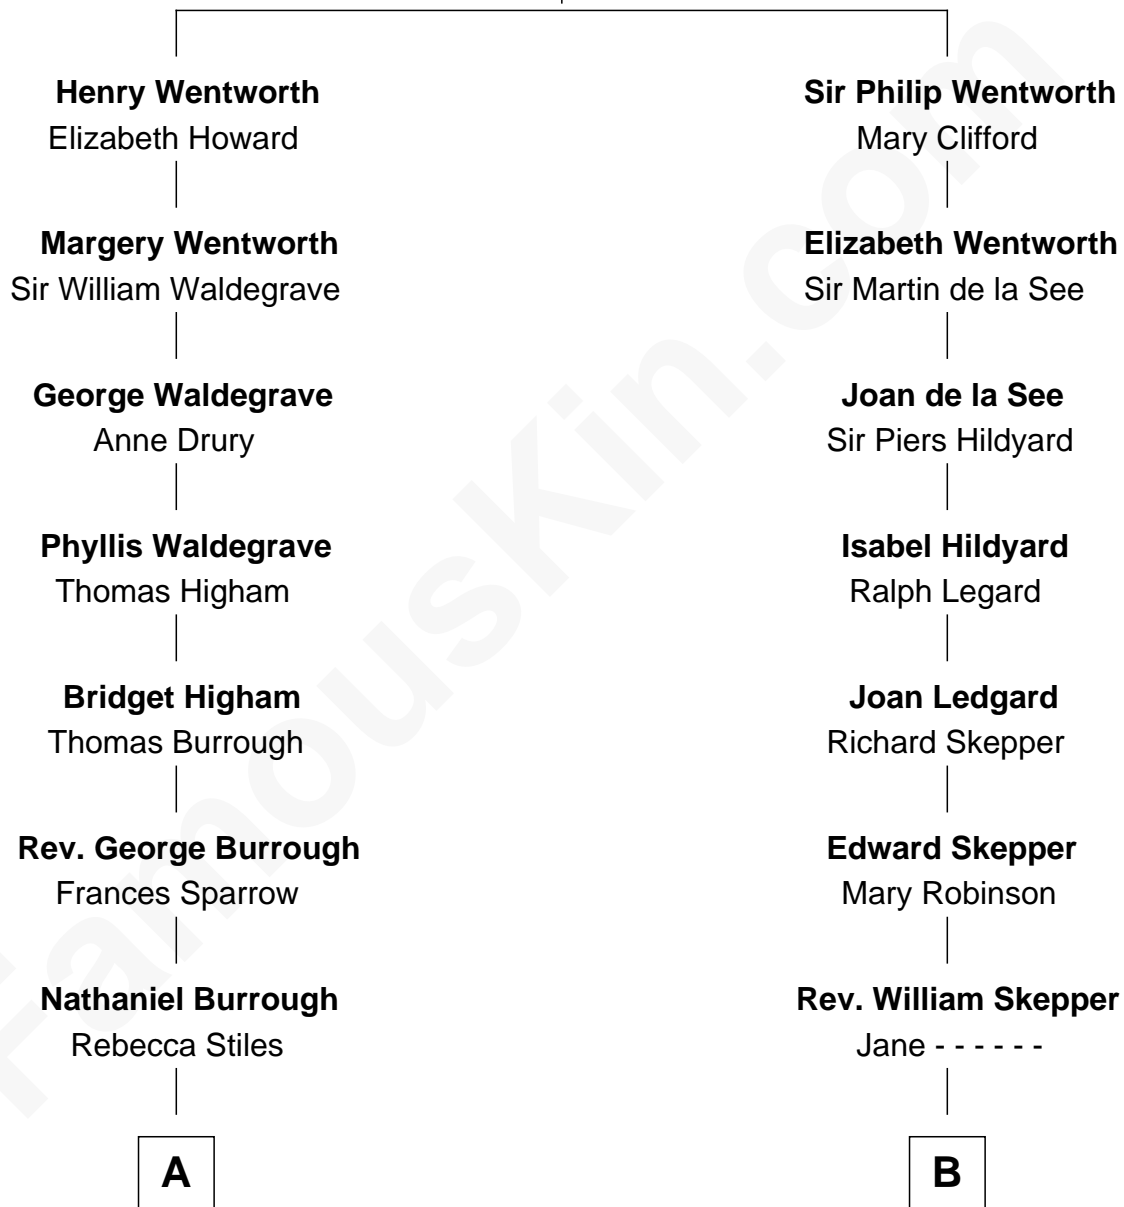 Henry Wentworth
Elizabeth Howard
Margery Wentworth
Sir William Waldegrave
George Waldegrave
Anne Drury
Phyllis Waldegrave
Thomas Higham
Bridget Higham
Thomas Burrough
Rev. George Burrough
Frances Sparrow
Nathaniel Burrough
Rebecca Stiles
A
Sir Philip Wentworth
Mary Clifford
Elizabeth Wentworth
Sir Martin de la See
Joan de la See
Sir Piers Hildyard
Isabel Hildyard
Ralph Legard
Joan Ledgard
Richard Skepper
Edward Skepper
Mary Robinson
Rev. William Skepper
Jane - - - - - -
B
FamousKin.com